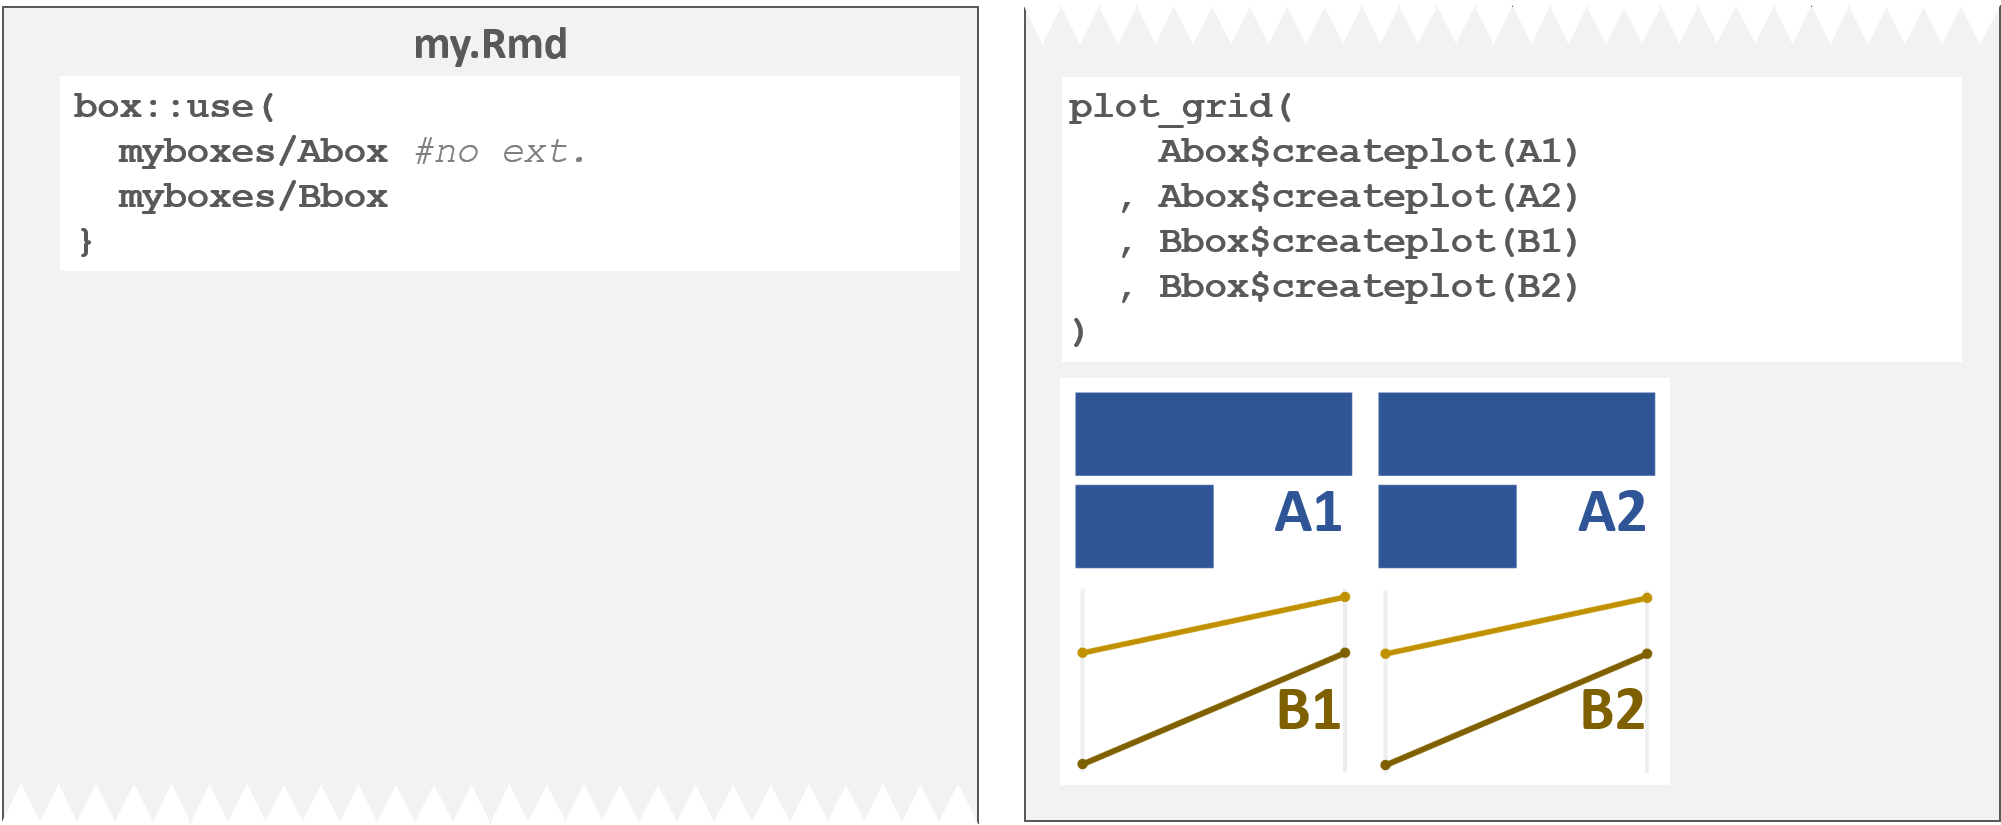 my.Rmd
box::use(
  myboxes/Abox #no ext.
  myboxes/Bbox
}
plot_grid(
    Abox$createplot(A1)
  , Abox$createplot(A2)
  , Bbox$createplot(B1)
  , Bbox$createplot(B2)
)
A1
A2
B1
B2